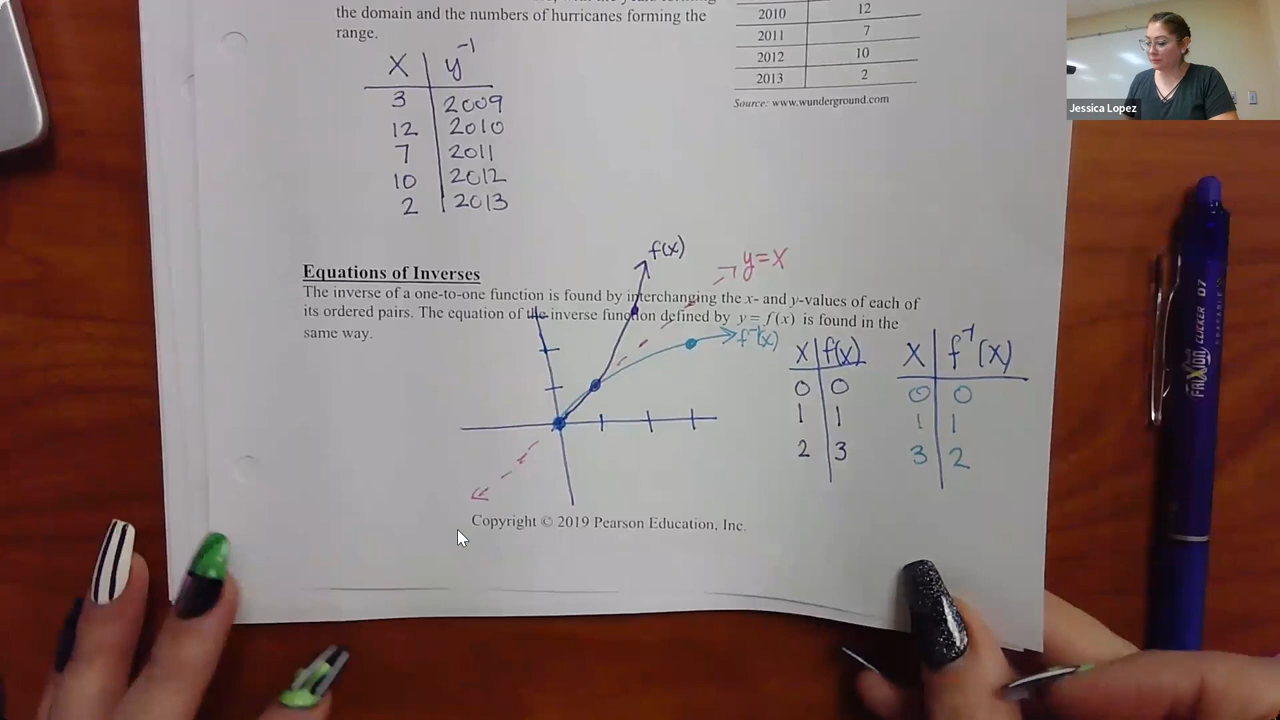 the domain and the numbers of hurricanes forming the
range.
X y⁻¹
3 2009
12 2010
7 2011
10 2012
2 2013
2010 12
2011 7
2012 10
2013 2
Source: www.wunderground.com
Jessica Lopez
Equations of Inverses
The inverse of a one-to-one function is found by interchanging the x- and y-values of each of
its ordered pairs. The equation of the inverse function defined by y = f(x) is found in the
same way.
f(x)
y=x
f⁻¹(x)
X f(x)
0 0
1 1
2 3
X f⁻¹(x)
0 0
1 1
3 2
Copyright © 2019 Pearson Education, Inc.
FRIXION CLICKER 07